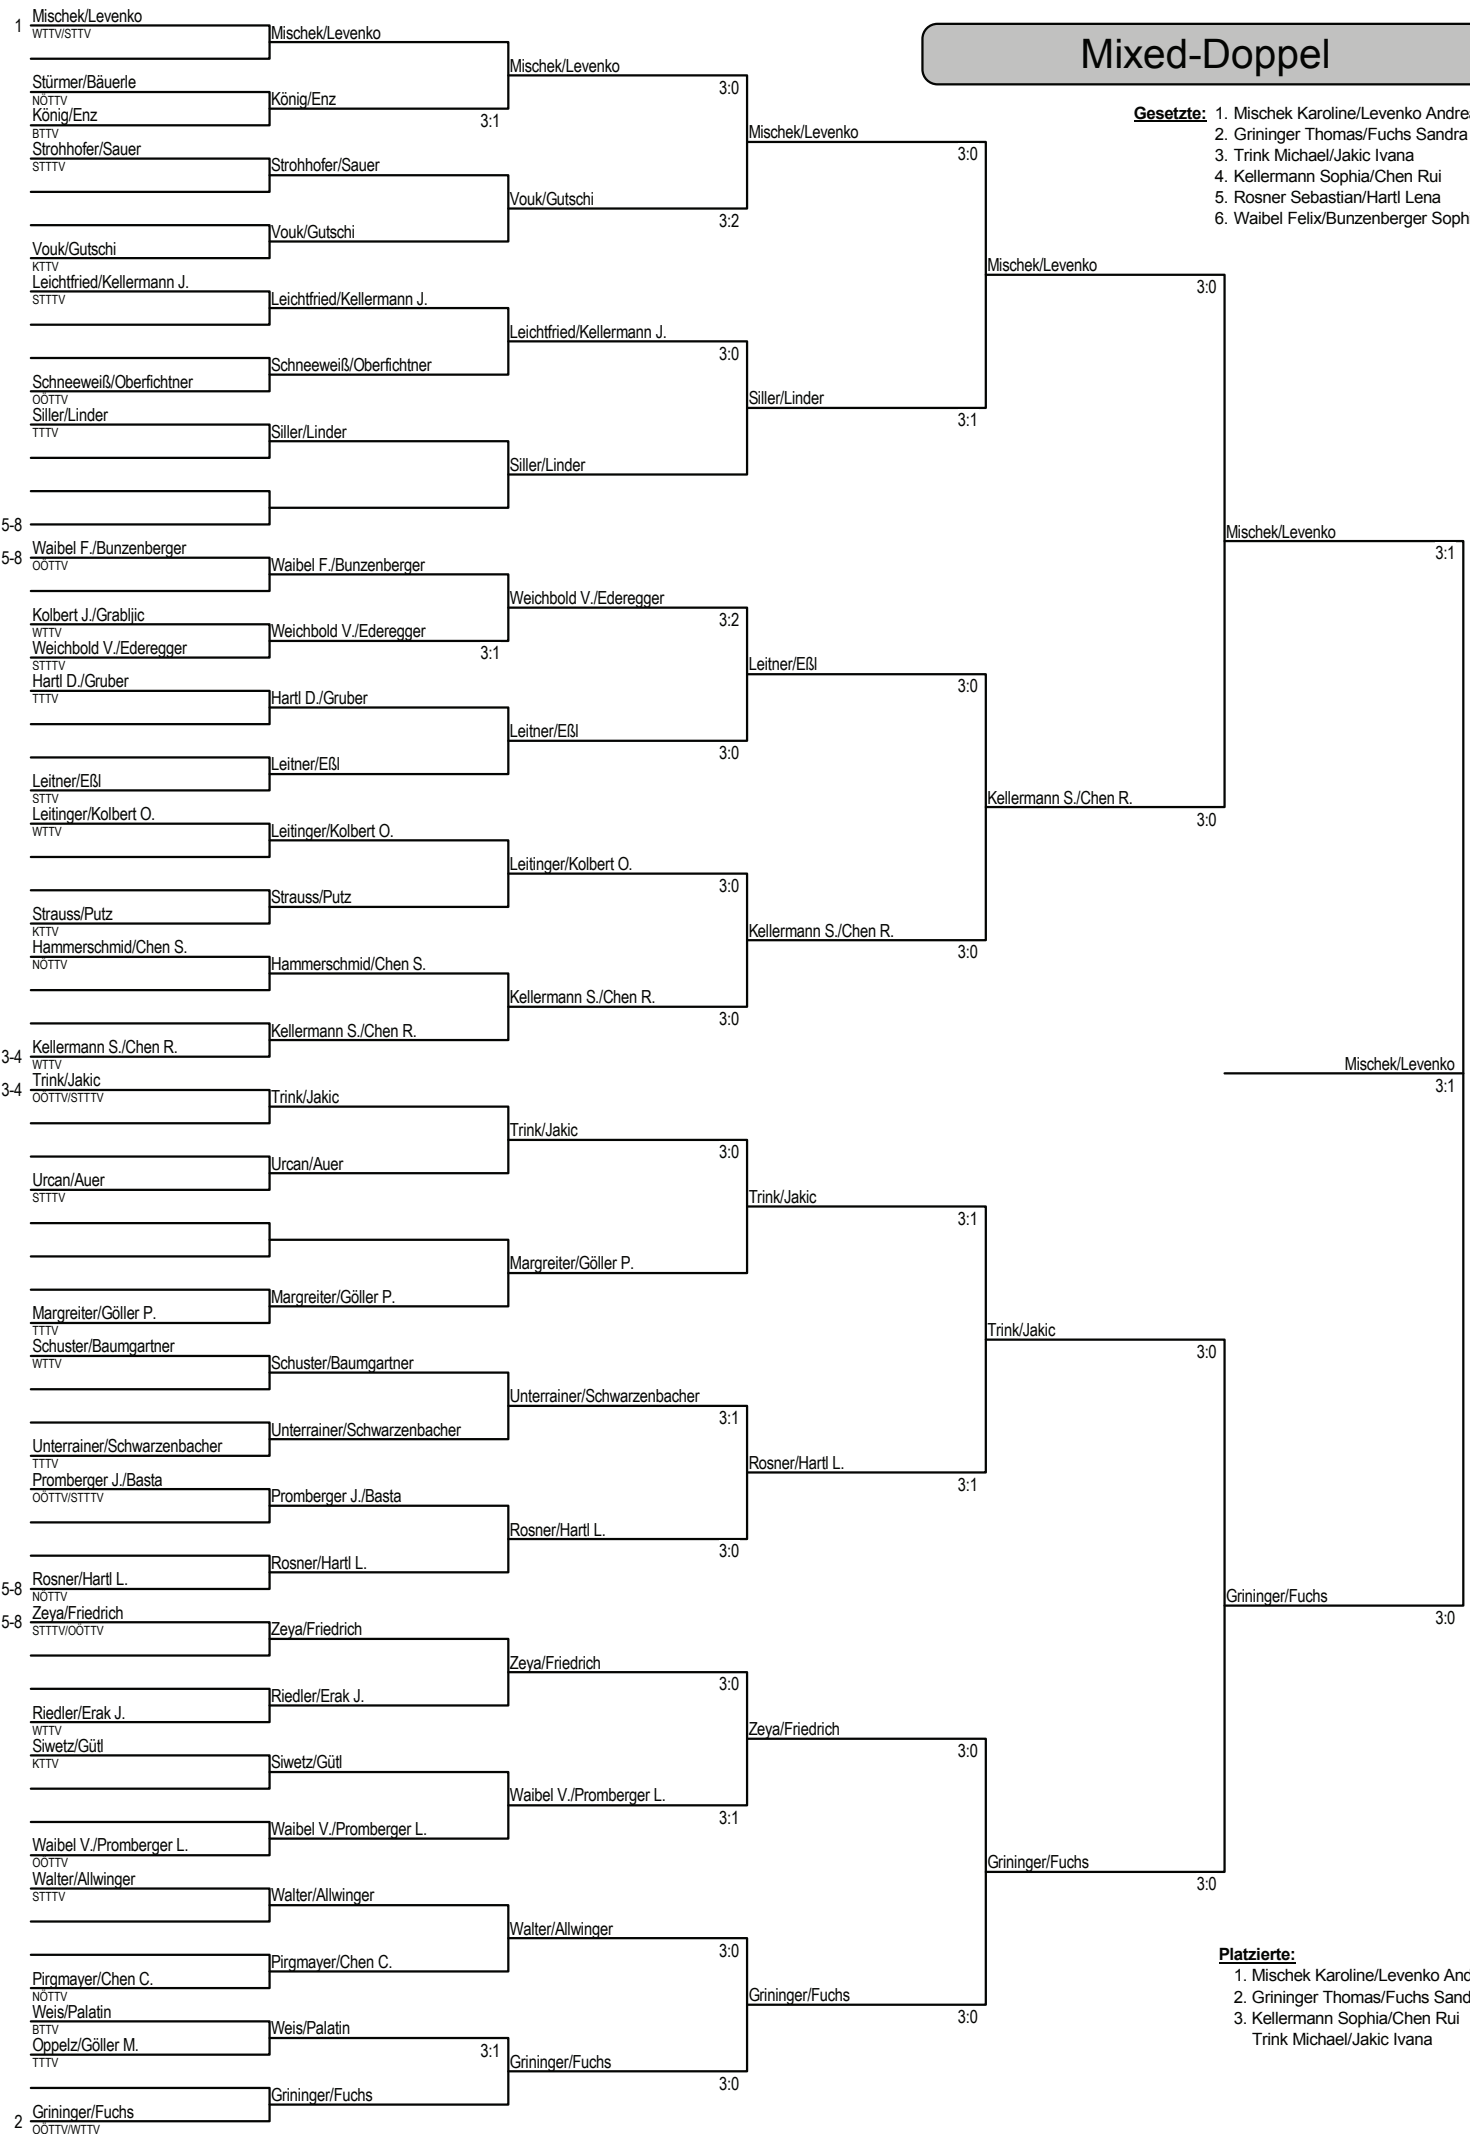 Mixed-Doppel
Gesetzte: 1. Mischek Karoline/Levenko Andrea
2. Grininger Thomas/Fuchs Sandra
3. Trink Michael/Jakic Ivana
4. Kellermann Sophia/Chen Rui
5. Rosner Sebastian/Hartl Lena
6. Waibel Felix/Bunzenberger Soph
1 Mischek/Levenko
WTTV/STTV
Stürmer/Bäuerle
NÖTTV
König/Enz
BTTV
Strohhofer/Sauer
STTTV
Vouk/Gutschi
KTTV
Leichtfried/Kellermann J.
STTTV
Schneeweiß/Oberfichtner
OÖTTV
Siller/Linder
TTTV
5-8
5-8 Waibel F./Bunzenberger
OÖTTV
Kolbert J./Grabljic
WTTV
Weichbold V./Ederegger
STTTV
Hartl D./Gruber
TTTV
Leitner/Eßl
STTV
Leitinger/Kolbert O.
WTTV
Strauss/Putz
KTTV
Hammerschmid/Chen S.
NÖTTV
3-4 Kellermann S./Chen R.
WTTV
3-4 Trink/Jakic
OÖTTV/STTTV
Urcan/Auer
STTTV
Margreiter/Göller P.
TTTV
Schuster/Baumgartner
WTTV
Unterrainer/Schwarzenbacher
TTTV
Promberger J./Basta
OÖTTV/STTTV
5-8 Rosner/Hartl L.
NÖTTV
5-8 Zeya/Friedrich
STTTV/OÖTTV
Riedler/Erak J.
WTTV
Siwetz/Gütl
KTTV
Waibel V./Promberger L.
OÖTTV
Walter/Allwinger
STTTV
Pirgmayer/Chen C.
NÖTTV
Weis/Palatin
BTTV
Oppelz/Göller M.
TTTV
2 Grininger/Fuchs
OÖTTV/WTTV
Mischek/Levenko
König/Enz
Strohhofer/Sauer
Vouk/Gutschi
Leichtfried/Kellermann J.
Schneeweiß/Oberfichtner
Siller/Linder
Waibel F./Bunzenberger
Weichbold V./Ederegger
Hartl D./Gruber
Leitner/Eßl
Leitinger/Kolbert O.
Strauss/Putz
Hammerschmid/Chen S.
Kellermann S./Chen R.
Trink/Jakic
Urcan/Auer
Margreiter/Göller P.
Schuster/Baumgartner
Unterrainer/Schwarzenbacher
Promberger J./Basta
Rosner/Hartl L.
Zeya/Friedrich
Riedler/Erak J.
Siwetz/Gütl
Waibel V./Promberger L.
Walter/Allwinger
Pirgmayer/Chen C.
Weis/Palatin
Grininger/Fuchs
3:1
3:1
3:1
Mischek/Levenko
3:0
Vouk/Gutschi
3:2
Leichtfried/Kellermann J.
3:0
Siller/Linder
Weichbold V./Ederegger
3:2
Leitner/Eßl
3:0
Leitinger/Kolbert O.
3:0
Kellermann S./Chen R.
3:0
Trink/Jakic
3:0
Margreiter/Göller P.
Unterrainer/Schwarzenbacher
3:1
Rosner/Hartl L.
3:0
Zeya/Friedrich
3:0
Waibel V./Promberger L.
3:1
Walter/Allwinger
3:0
Grininger/Fuchs
3:0
Mischek/Levenko
3:0
Siller/Linder
3:1
Leitner/Eßl
3:0
Kellermann S./Chen R.
3:0
Trink/Jakic
3:1
Rosner/Hartl L.
3:1
Zeya/Friedrich
3:0
Grininger/Fuchs
3:0
Mischek/Levenko
3:0
Kellermann S./Chen R.
3:0
Trink/Jakic
3:0
Grininger/Fuchs
3:0
Mischek/Levenko
3:1
Grininger/Fuchs
3:0
Mischek/Levenko
3:1
Platzierte:
1. Mischek Karoline/Levenko And
2. Grininger Thomas/Fuchs Sand
3. Kellermann Sophia/Chen Rui
Trink Michael/Jakic Ivana